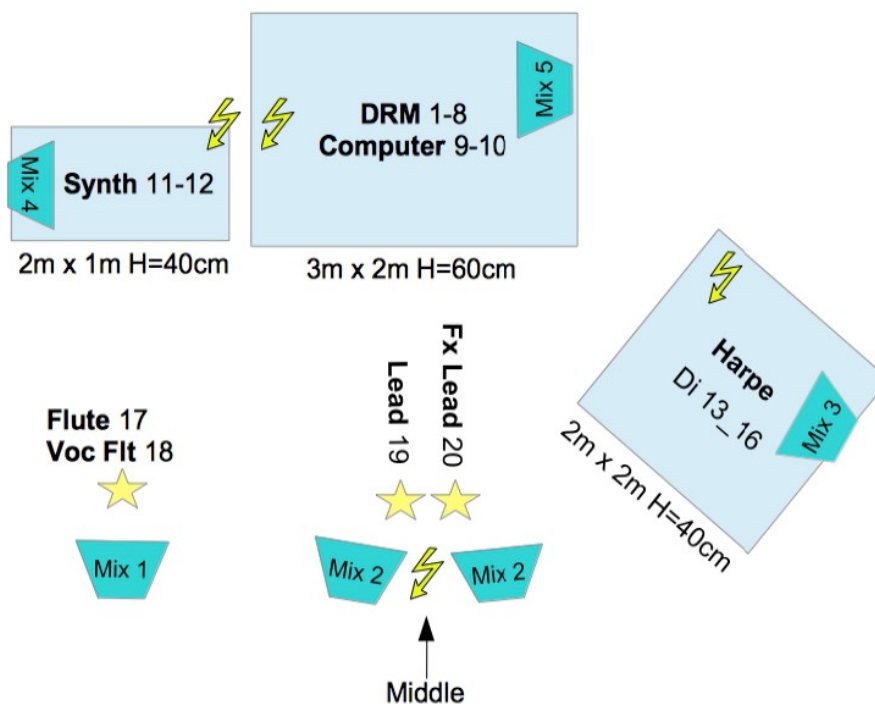 DRM 1-8
Computer 9-10
Mix 5
Mix 4
Synth 11-12
2m x 1m H=40cm
3m x 2m H=60cm
Harpe
Di 13_16
Mix 3
2m x 2m H=40cm
Flute 17
Voc Flt 18
Lead 19
Fx Lead 20
Mix 1
Mix 2
Mix 2
Middle